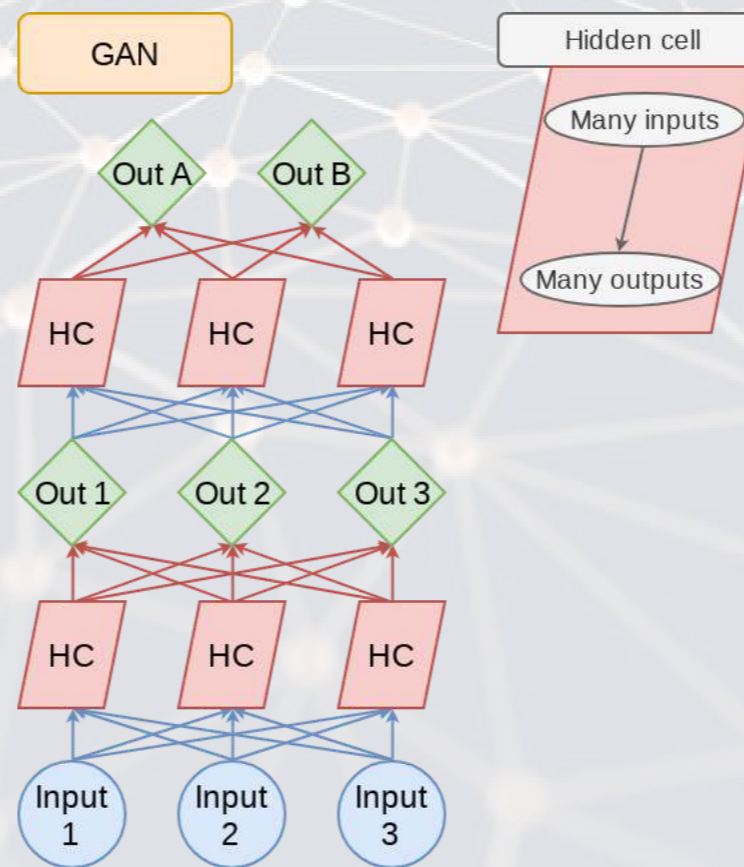 GAN
Hidden cell
Many inputs
Many outputs
Out A
Out B
HC
HC
HC
Out 1
Out 2
Out 3
HC
HC
HC
Input
1
Input
2
Input
3